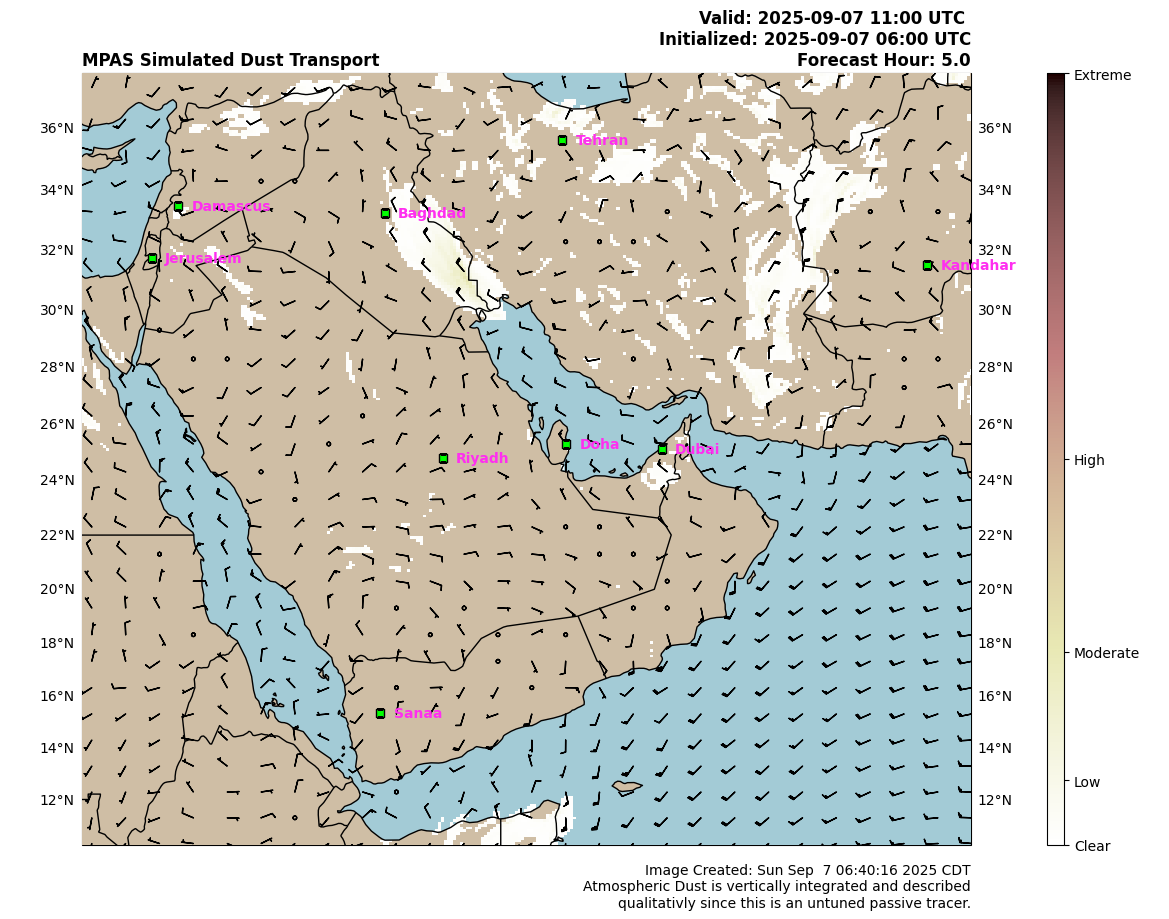 Valid: 2025-09-07 11:00 UTC
Initialized: 2025-09-07 06:00 UTC
MPAS Simulated Dust Transport
Forecast Hour: 5.0
Extreme
36°N
36°N
Tehran
34°N
34°N
Damascus
Baghdad
32°N
32°N
Jerusalem
Kandahar
30°N
30°N
28°N
28°N
26°N
26°N
Doha
Dubai
Riyadh
High
24°N
24°N
22°N
22°N
20°N
20°N
18°N
18°N
Moderate
16°N
16°N
Sanaa
14°N
14°N
Low
12°N
12°N
Clear
Image Created: Sun Sep  7 06:40:16 2025 CDT
Atmospheric Dust is vertically integrated and described
qualitativly since this is an untuned passive tracer.